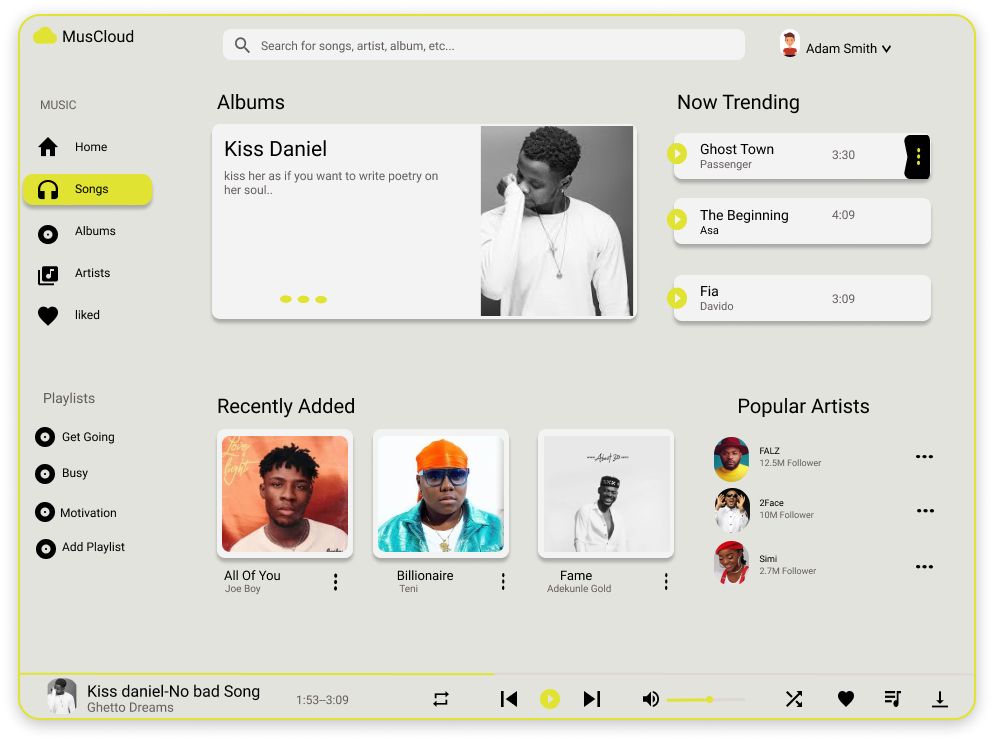 MusCloud
Search for songs, artist, album, etc...
Adam Smith
MUSIC
Home
Songs
Albums
Artists
liked
Playlists
Get Going
Busy
Motivation
Add Playlist
Albums
Kiss Daniel
kiss her as if you want to write poetry on
her soul..
Now Trending
Ghost Town
Passenger
3:30
The Beginning
Asa
4:09
Fia
Davido
3:09
Recently Added
Love
light
All Of You
Joe Boy
Billionaire
Teni
About 30
Fame
Adekunle Gold
Popular Artists
FALZ
12.5M Follower
2Face
10M Follower
Simi
2.7M Follower
Kiss daniel-No bad Song
Ghetto Dreams
1:53–3:09